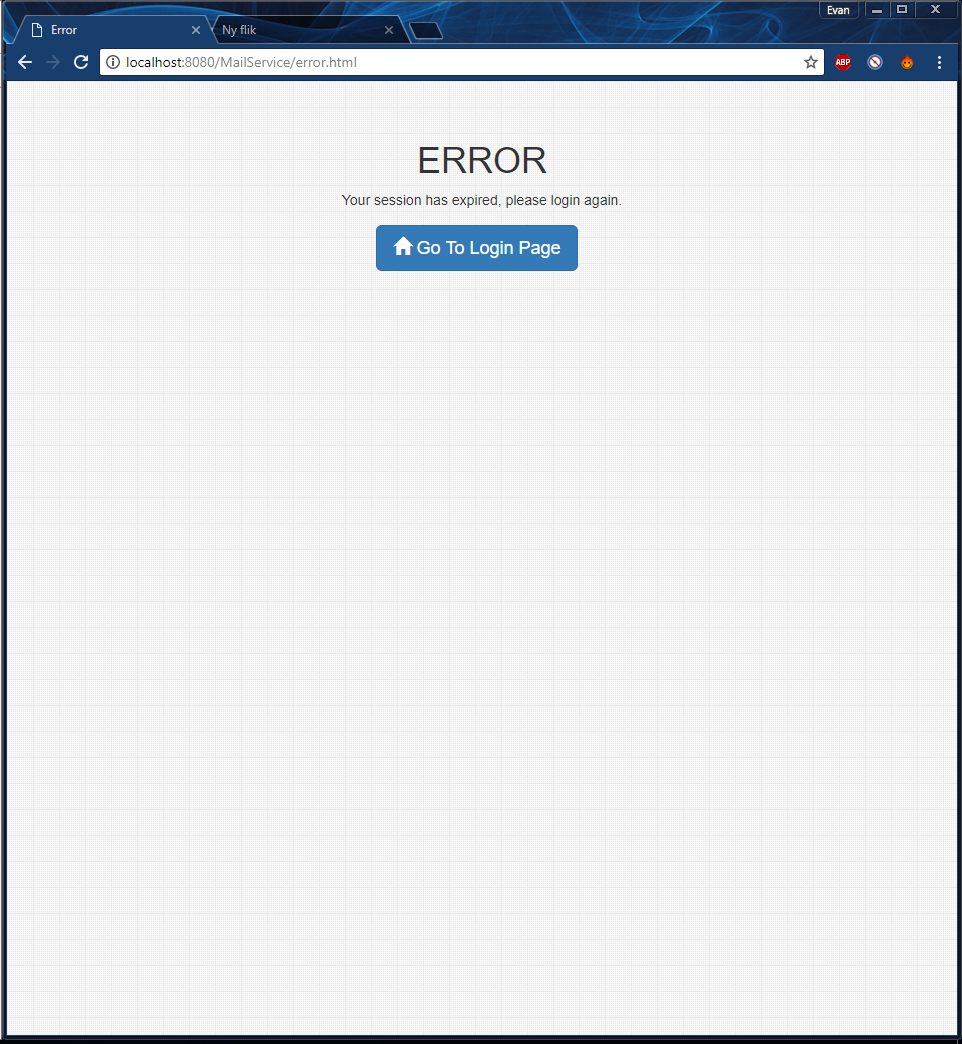 Evan
Error
Ny flik
localhost:8080/MailService/error.html
ABP
ERROR
Your session has expired, please login again.
Go To Login Page